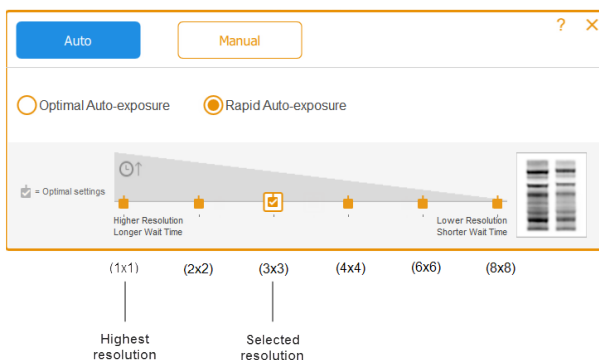 Auto
Manual
? ×
Optimal Auto-exposure
Rapid Auto-exposure
= Optimal settings
Higher Resolution
Longer Wait Time
Lower Resolution
Shorter Wait Time
(1x1) (2x2) (3x3) (4x4) (6x6) (8x8)
Highest
resolution
Selected
resolution